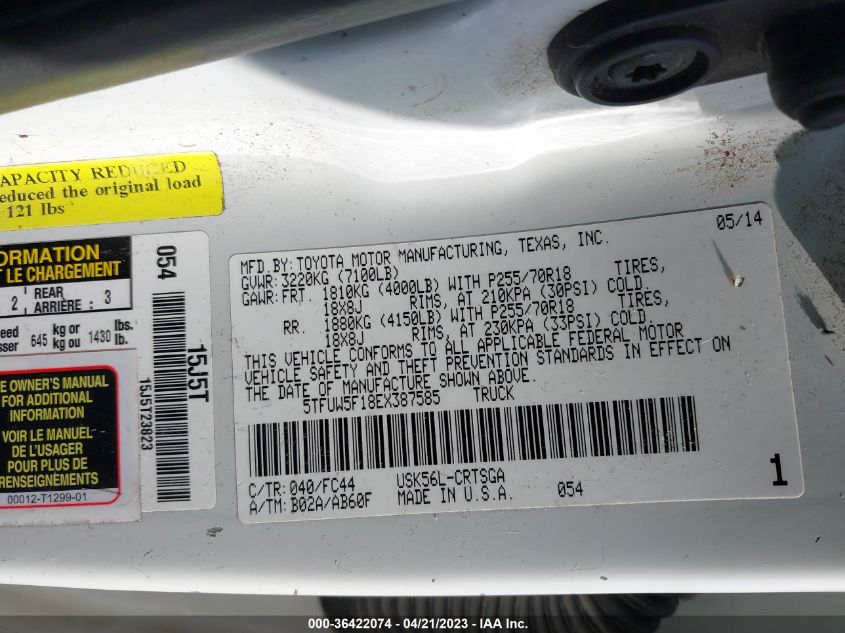 APACITY REDUCED
educed the original load
121 lbs
ORMATION
T LE CHARGEMENT
2 REAR ARRIÈRE : 3
eed
sser 645 kg or kg ou 1430 lbs. lb.
E OWNER'S MANUAL
FOR ADDITIONAL
INFORMATION
VOIR LE MANUEL
DE L'USAGER
POUR PLUS DE
RENSEIGNEMENTS
00012-T1299-01
054
15J5T
15J5T23823
05/14
MFD.BY:TOYOTA MOTOR MANUFACTURING, TEXAS, INC.
GVWR:3220KG (7100LB)
GAWR:FRT. 1810KG (4000LB) WITH P255/70R18 TIRES,
18X8J RIMS, AT 210KPA (30PSI) COLD.
RR. 1880KG (4150LB) WITH P255/70R18 TIRES,
18X8J RIMS, AT 230KPA (33PSI) COLD
THIS VEHICLE CONFORMS TO ALL APPLICABLE FEDERAL MOTOR
VEHICLE SAFETY AND THEFT PREVENTION STANDARDS IN EFFECT ON
THE DATE OF MANUFACTURE SHOWN ABOVE.
5TFUW5F18EX387585 TRUCK
C/TR:040/FC44 USK56L-CRTSGA
A/TM:B02A/AB60F MADE IN U.S.A. 054
1
000-36422074 - 04/21/2023 - IAA Inc.